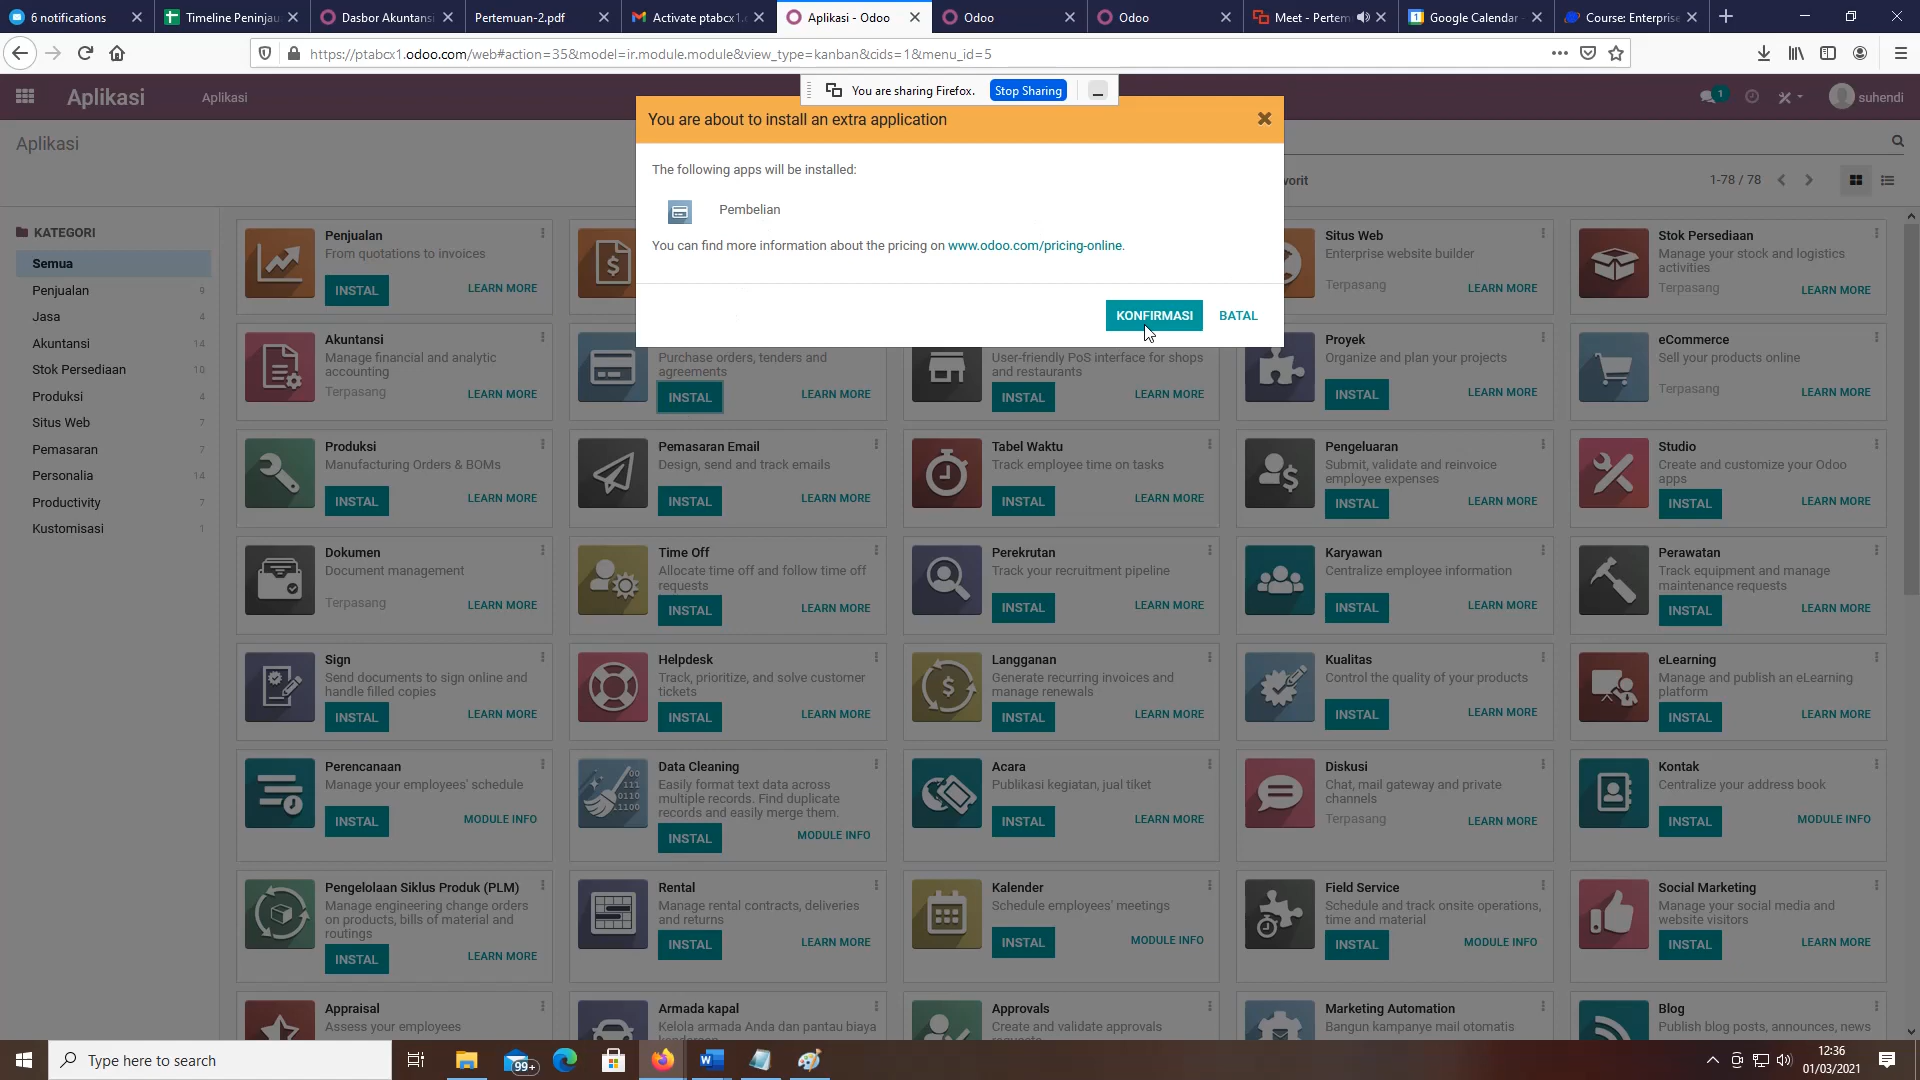 6 notifications
Timeline Peninjau
Dasbor Akuntansi
Pertemuan-2.pdf
Activate ptabcx1.
Aplikasi - Odoo
Odoo
Odoo
Meet - Pertem
Google Calendar -
Course: Enterprise
https://ptabcx1.odoo.com/web#action=35&model=ir.module.module&view_type=kanban&cids=1&menu_id=5
You are sharing Firefox.
Stop Sharing
Aplikasi
Aplikasi
1
suhendi
Aplikasi
vorit
1-78 / 78
You are about to install an extra application
The following apps will be installed:
Pembelian
You can find more information about the pricing on www.odoo.com/pricing-online.
KONFIRMASI
BATAL
KATEGORI
Semua
Penjualan 9
Jasa 4
Akuntansi 14
Stok Persediaan 10
Produksi 4
Situs Web 7
Pemasaran 7
Personalia 14
Productivity 7
Kustomisasi 1
Penjualan
From quotations to invoices
INSTAL
LEARN MORE
Situs Web
Enterprise website builder
Terpasang
LEARN MORE
Stok Persediaan
Manage your stock and logistics
activities
Terpasang
LEARN MORE
Akuntansi
Manage financial and analytic
accounting
Terpasang
LEARN MORE
Purchase orders, tenders and
agreements
INSTAL
LEARN MORE
User-friendly PoS interface for shops
and restaurants
INSTAL
LEARN MORE
Proyek
Organize and plan your projects
INSTAL
LEARN MORE
eCommerce
Sell your products online
Terpasang
LEARN MORE
Produksi
Manufacturing Orders & BOMs
INSTAL
LEARN MORE
Pemasaran Email
Design, send and track emails
INSTAL
LEARN MORE
Tabel Waktu
Track employee time on tasks
INSTAL
LEARN MORE
Pengeluaran
Submit, validate and reinvoice
employee expenses
INSTAL
LEARN MORE
Studio
Create and customize your Odoo
apps
INSTAL
LEARN MORE
Dokumen
Document management
Terpasang
LEARN MORE
Time Off
Allocate time off and follow time off
requests
INSTAL
LEARN MORE
Perekrutan
Track your recruitment pipeline
INSTAL
LEARN MORE
Karyawan
Centralize employee information
INSTAL
LEARN MORE
Perawatan
Track equipment and manage
maintenance requests
INSTAL
LEARN MORE
Sign
Send documents to sign online and
handle filled copies
INSTAL
LEARN MORE
Helpdesk
Track, prioritize, and solve customer
tickets
INSTAL
LEARN MORE
Langganan
Generate recurring invoices and
manage renewals
INSTAL
LEARN MORE
Kualitas
Control the quality of your products
INSTAL
LEARN MORE
eLearning
Manage and publish an eLearning
platform
INSTAL
LEARN MORE
Perencanaan
Manage your employees' schedule
INSTAL
MODULE INFO
Data Cleaning
Easily format text data across
multiple records. Find duplicate
records and easily merge them.
INSTAL
MODULE INFO
Acara
Publikasi kegiatan, jual tiket
INSTAL
LEARN MORE
Diskusi
Chat, mail gateway and private
channels
Terpasang
LEARN MORE
Kontak
Centralize your address book
INSTAL
MODULE INFO
Pengelolaan Siklus Produk (PLM)
Manage engineering change orders
on products, bills of material and
routings
INSTAL
LEARN MORE
Rental
Manage rental contracts, deliveries
and returns
INSTAL
LEARN MORE
Kalender
Schedule employees' meetings
INSTAL
MODULE INFO
Field Service
Schedule and track onsite operations,
time and material
INSTAL
MODULE INFO
Social Marketing
Manage your social media and
website visitors
INSTAL
LEARN MORE
Appraisal
Assess your employees
Armada kapal
Kelola armada Anda dan pantau biaya
Approvals
Create and validate approvals
Marketing Automation
Bangun kampanye mail otomatis
Blog
Publish blog posts, announces, news
Type here to search
99+
12:36
01/03/2021